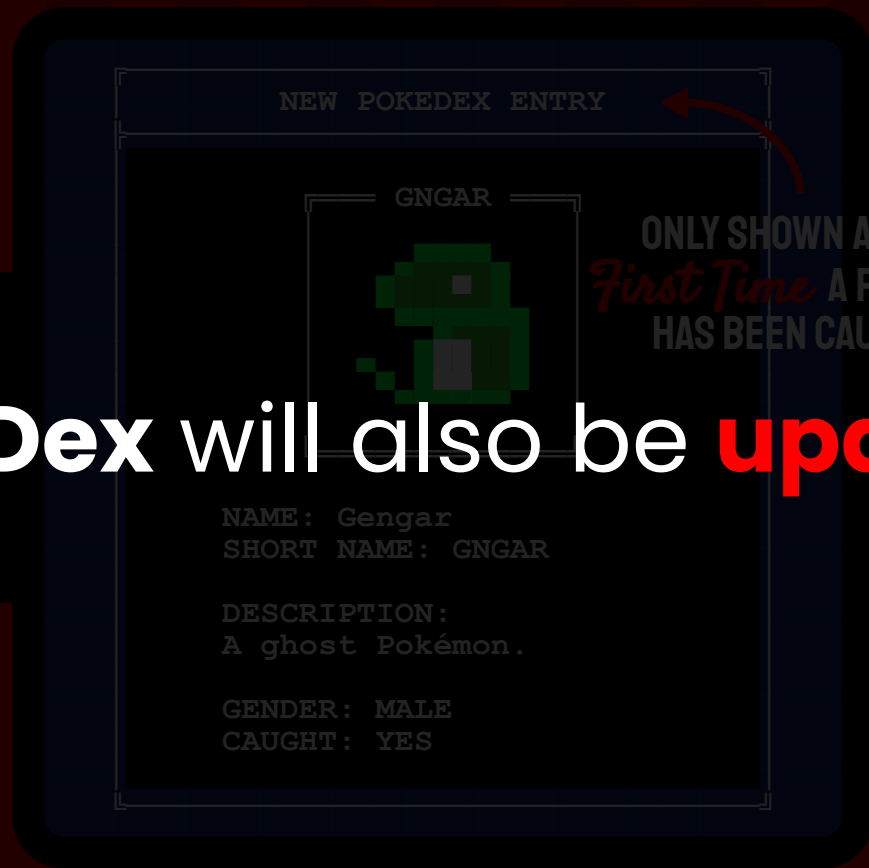 NEW POKEDEX ENTRY
GNGAR
ONLY SHOWN A
First Time A
HAS BEEN CAU
Dex will also be upd
NAME: Gengar
SHORT NAME: GNGAR
DESCRIPTION:
A ghost Pokémon.
GENDER: MALE
CAUGHT: YES